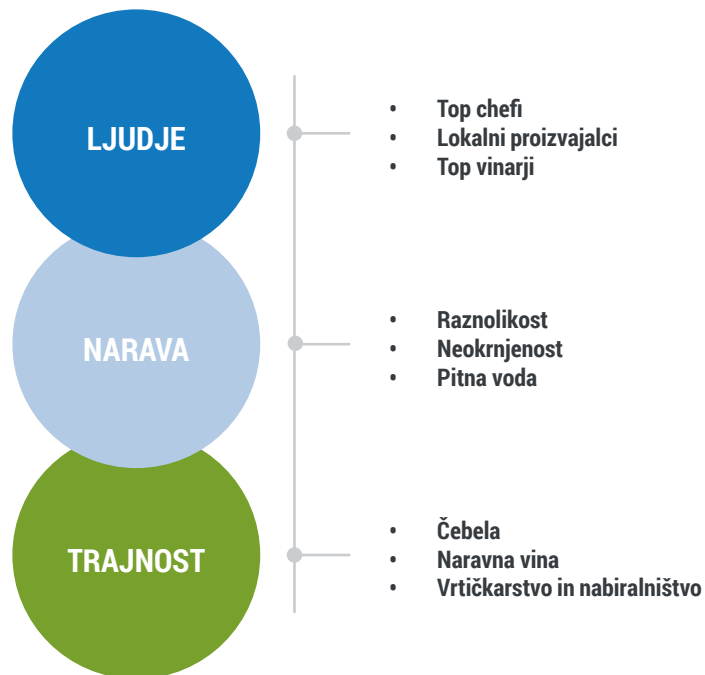 LJUDJE
• Top chefi
• Lokalni proizvajalci
• Top vinarji
NARAVA
• Raznolikost
• Neokrnjenost
• Pitna voda
TRAJNOST
• Čebela
• Naravna vina
• Vrtičkarstvo in nabiralništvo